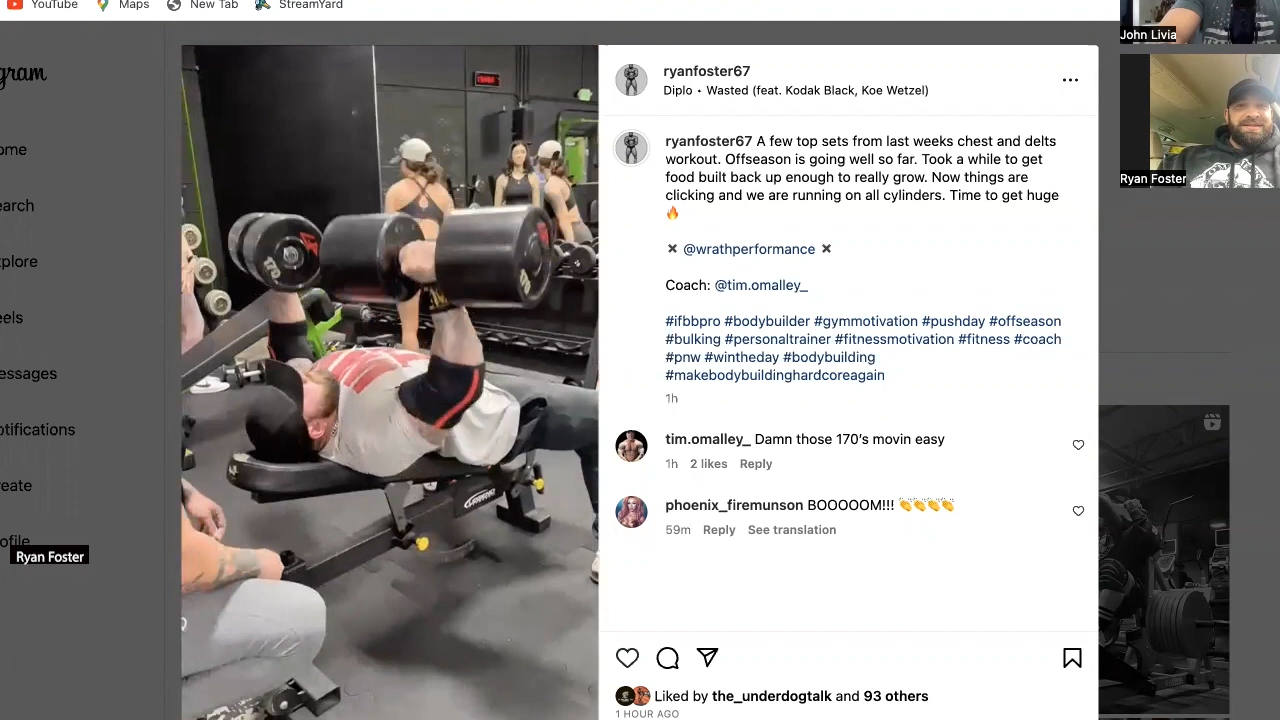 YouTube
Maps
New Tab
StreamYard
John Livia
Ryan Foster
gram
ome
earch
xplore
eels
essages
otifications
reate
ofile
Ryan Foster
170
170
ryanfoster67
Diplo • Wasted (feat. Kodak Black, Koe Wetzel)
ryanfoster67 A few top sets from last weeks chest and delts
workout. Offseason is going well so far. Took a while to get
food built back up enough to really grow. Now things are
clicking and we are running on all cylinders. Time to get huge
🔥
✖ @wrathperformance ✖
Coach: @tim.omalley_
#ifbbpro #bodybuilder #gymmotivation #pushday #offseason
#bulking #personaltrainer #fitnessmotivation #fitness #coach
#pnw #wintheday #bodybuilding
#makebodybuildinghardcoreagain
1h
tim.omalley_ Damn those 170's movin easy
1h 2 likes Reply
phoenix_firemunson BOOOOOM!!! 👏👏👏👏
59m Reply See translation
Liked by the_underdogtalk and 93 others
1 HOUR AGO